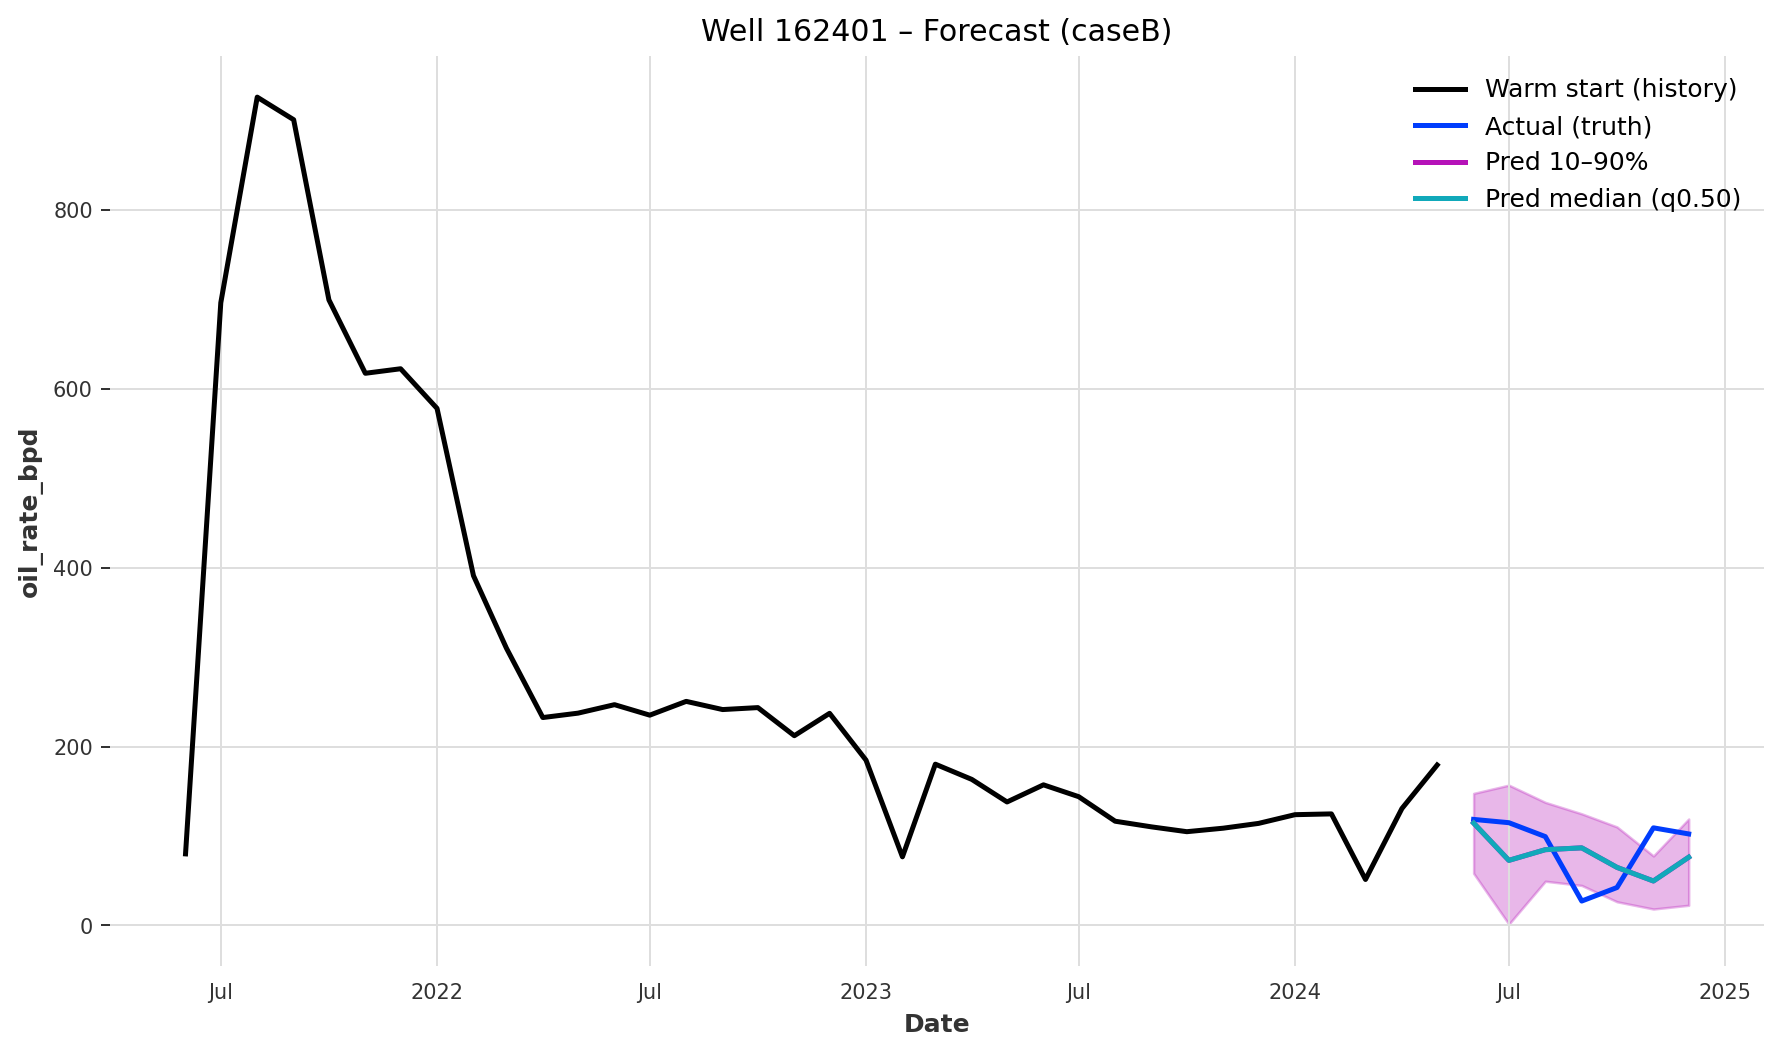 Well 162401 – Forecast (caseB)
Warm start (history)
Actual (truth)
Pred 10–90%
Pred median (q0.50)
oil_rate_bpd
800
600
400
200
0
Jul 2022 Jul 2023 Jul 2024 Jul 2025
Date